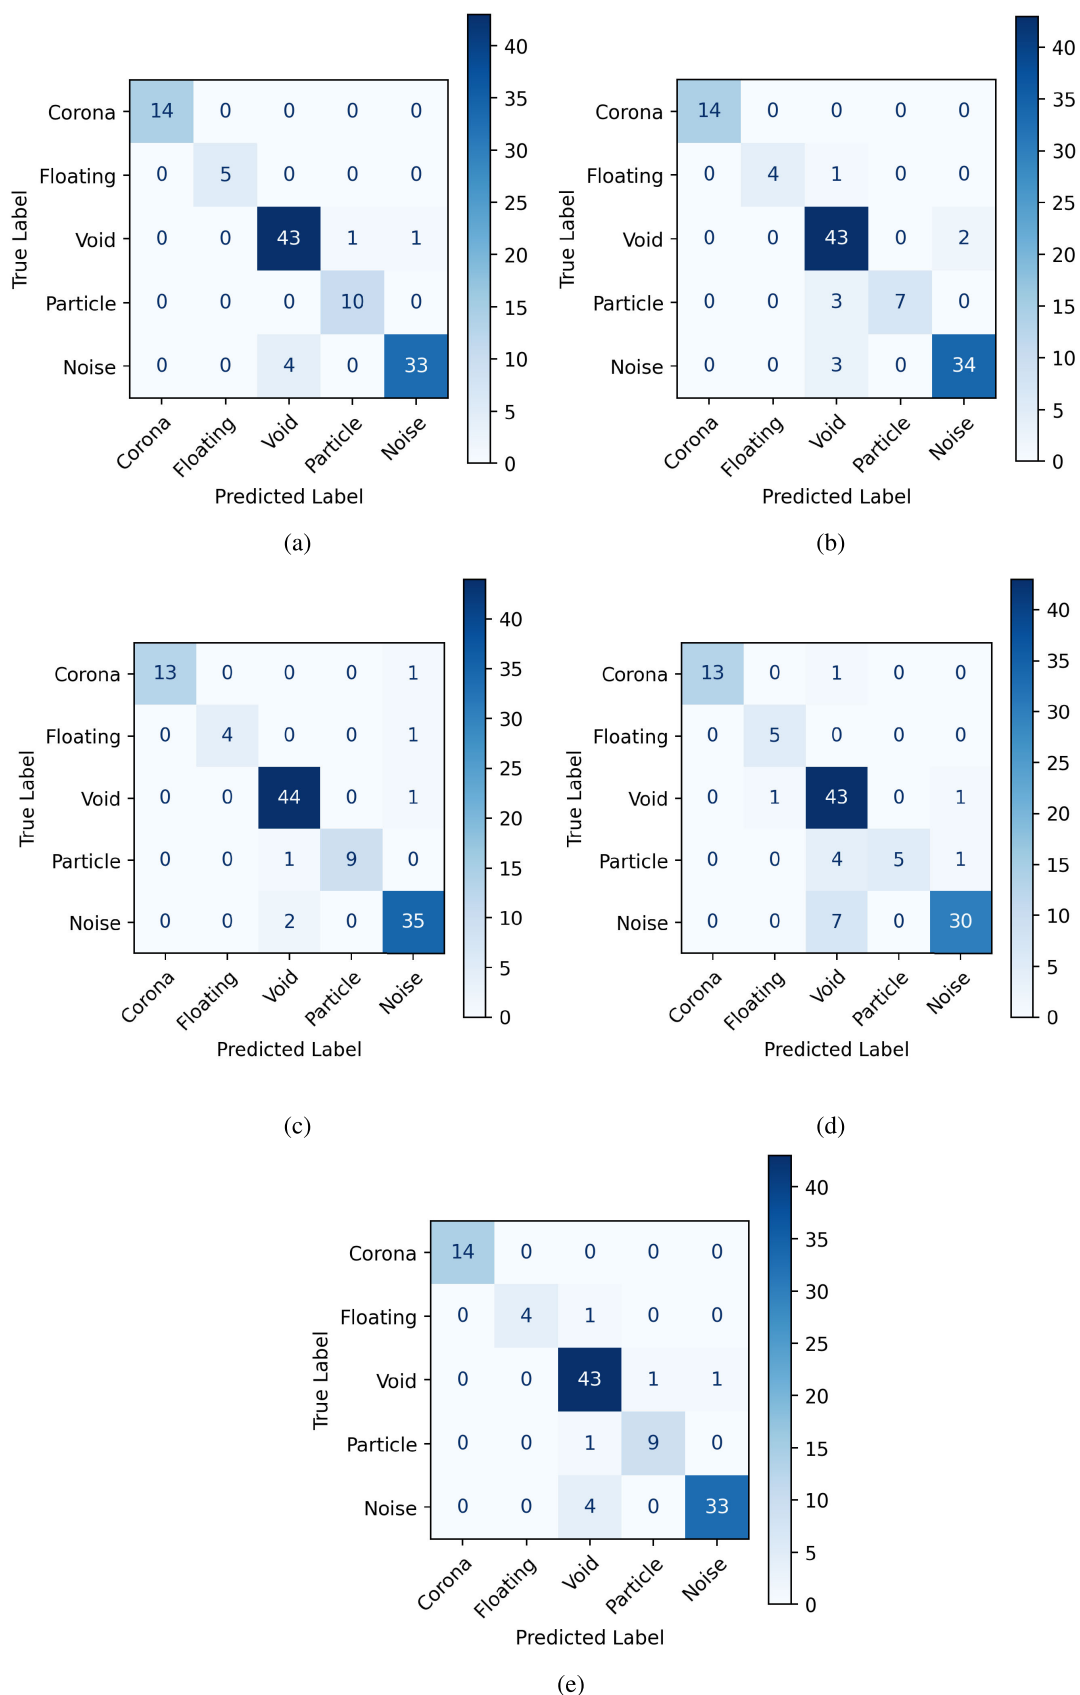 40
35
30
25
20
15
10
5
0
True Label
Corona 14 0 0 0 0
Floating 0 5 0 0 0
Void 0 0 43 1 1
Particle 0 0 0 10 0
Noise 0 0 4 0 33
Corona Floating Void Particle Noise
Predicted Label
(a)
40
35
30
25
20
15
10
5
0
True Label
Corona 14 0 0 0 0
Floating 0 4 1 0 0
Void 0 0 43 0 2
Particle 0 0 3 7 0
Noise 0 0 3 0 34
Corona Floating Void Particle Noise
Predicted Label
(b)
40
35
30
25
20
15
10
5
0
True Label
Corona 13 0 0 0 1
Floating 0 4 0 0 1
Void 0 0 44 0 1
Particle 0 0 1 9 0
Noise 0 0 2 0 35
Corona Floating Void Particle Noise
Predicted Label
(c)
40
35
30
25
20
15
10
5
0
True Label
Corona 13 0 1 0 0
Floating 0 5 0 0 0
Void 0 1 43 0 1
Particle 0 0 4 5 1
Noise 0 0 7 0 30
Corona Floating Void Particle Noise
Predicted Label
(d)
40
35
30
25
20
15
10
5
0
True Label
Corona 14 0 0 0 0
Floating 0 4 1 0 0
Void 0 0 43 1 1
Particle 0 0 1 9 0
Noise 0 0 4 0 33
Corona Floating Void Particle Noise
Predicted Label
(e)